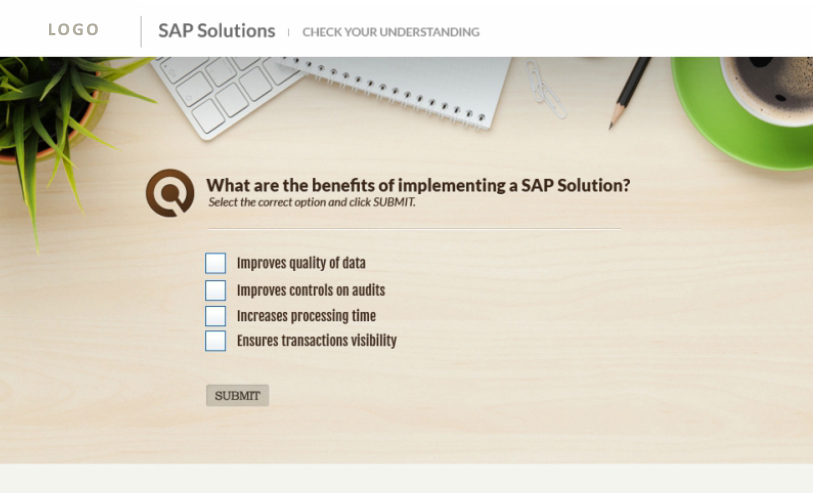 LOGO
SAP Solutions | CHECK YOUR UNDERSTANDING
What are the benefits of implementing a SAP Solution?
Select the correct option and click SUBMIT.
Improves quality of data
Improves controls on audits
Increases processing time
Ensures transactions visibility
SUBMIT